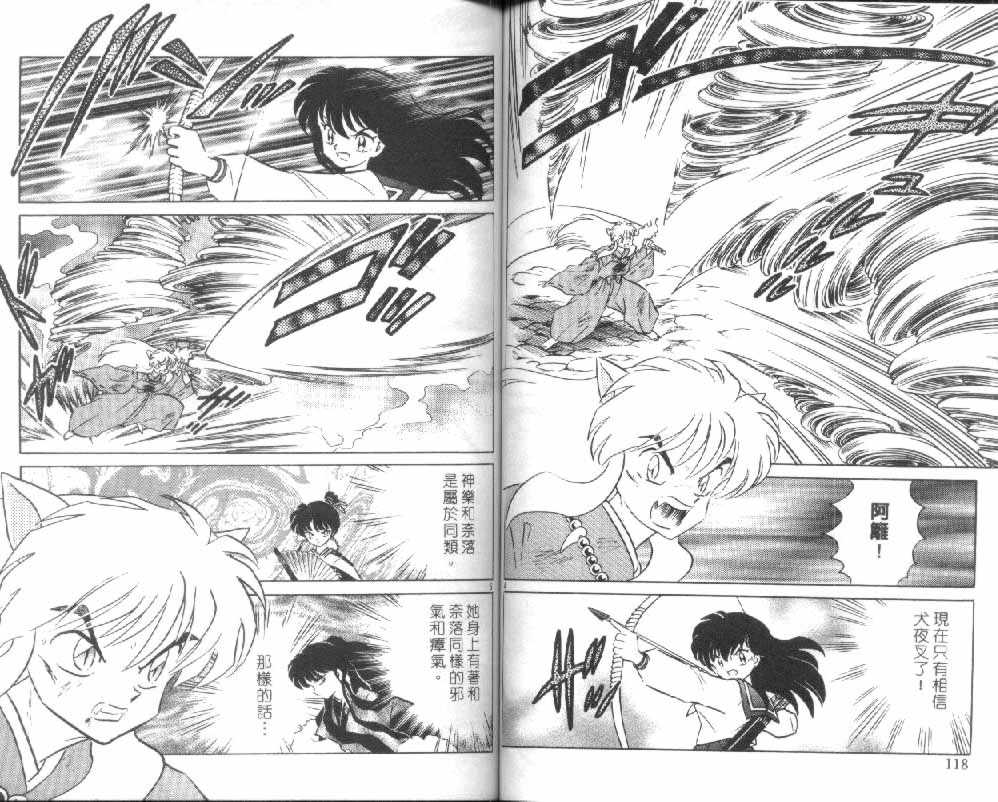 阿籬！
現在只有相信
犬夜叉了！
118
神樂和奈落
是屬於同類。
她身上有著和
奈落同樣的邪
氣和瘴氣。
那樣的話…